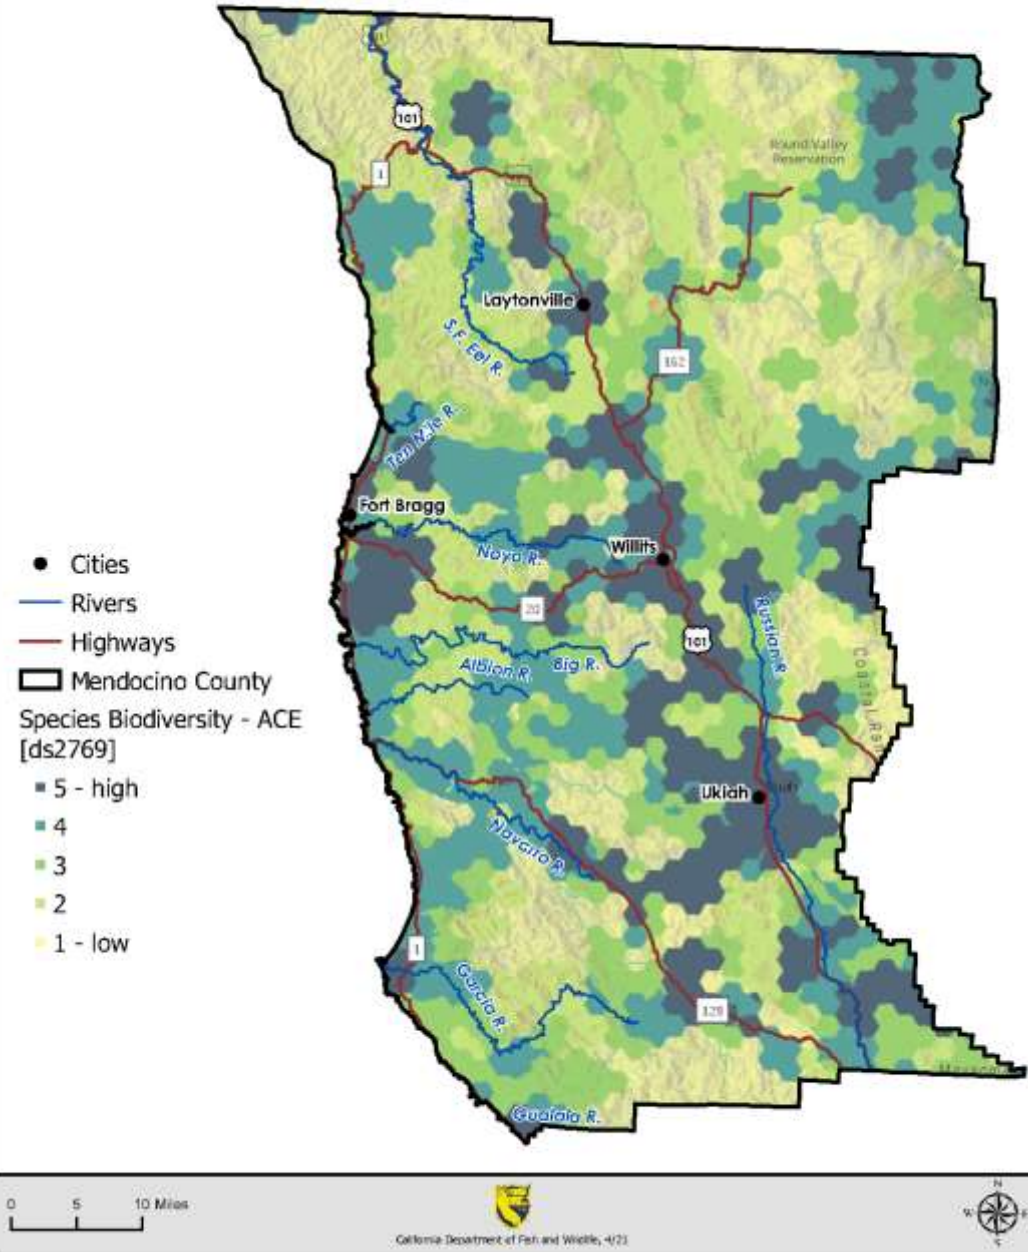 101
1
Round Valley
Reservation
Laytonville
S.F. Eel R.
162
Ten Mile R.
Fort Bragg
Noyo R.
Willits
20
101
Russian R.
Albion R.
Big R.
Coastal Ran
Ukiah
Navarro R.
1
Garcia R.
128
Gualala R.
Cities
Rivers
Highways
Mendocino County
Species Biodiversity - ACE
[ds2769]
5 - high
4
3
2
1 - low
0 5 10 Miles
California Department of Fish and Wildlife, 4/21
N
W E
S